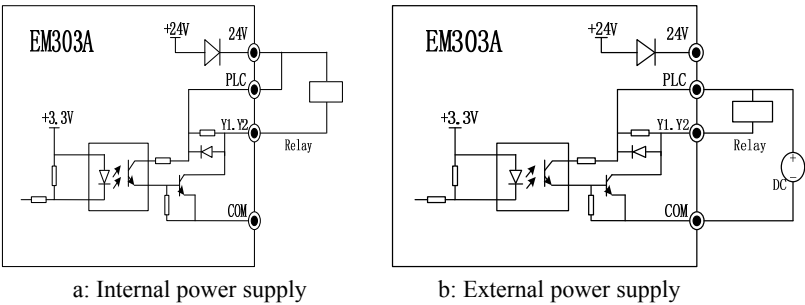 EM303A
+24V
24V
PLC
+3.3V
Y1.Y2
Relay
COM
a: Internal power supply
EM303A
+24V
24V
PLC
+3.3V
Y1.Y2
Relay
+
−
DC
COM
b: External power supply